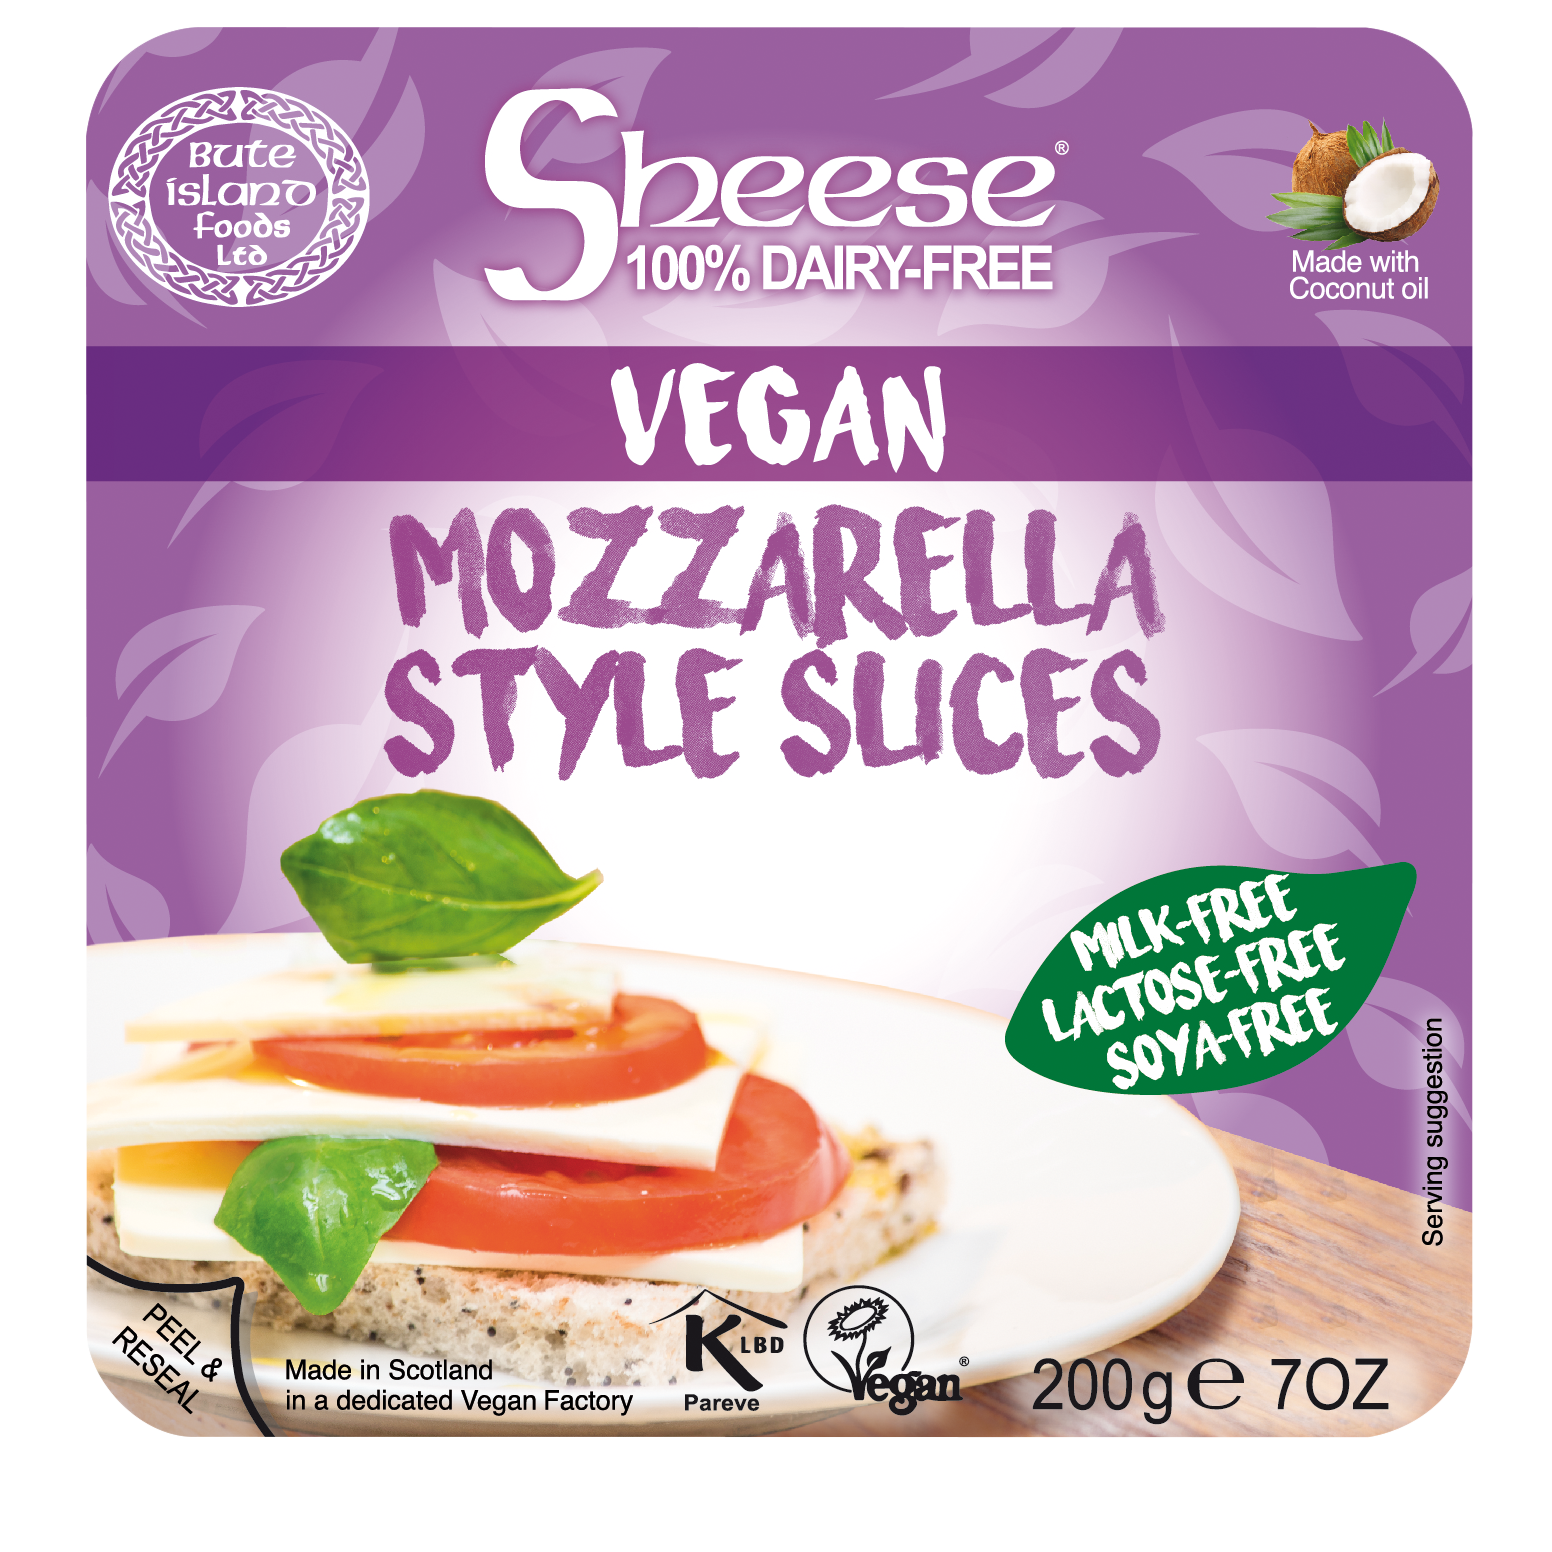 Bute
Island
Foods
Ltd
Sheese®
100% DAIRY-FREE
Made with
Coconut oil
VEGAN
MOZZARELLA
STYLE SLICES
MILK-FREE
LACTOSE-FREE
SOYA-FREE
Serving suggestion
PEEL &
RESEAL
Made in Scotland
in a dedicated Vegan Factory
K LBD
Pareve
Vegan®
200g ℮ 7OZ